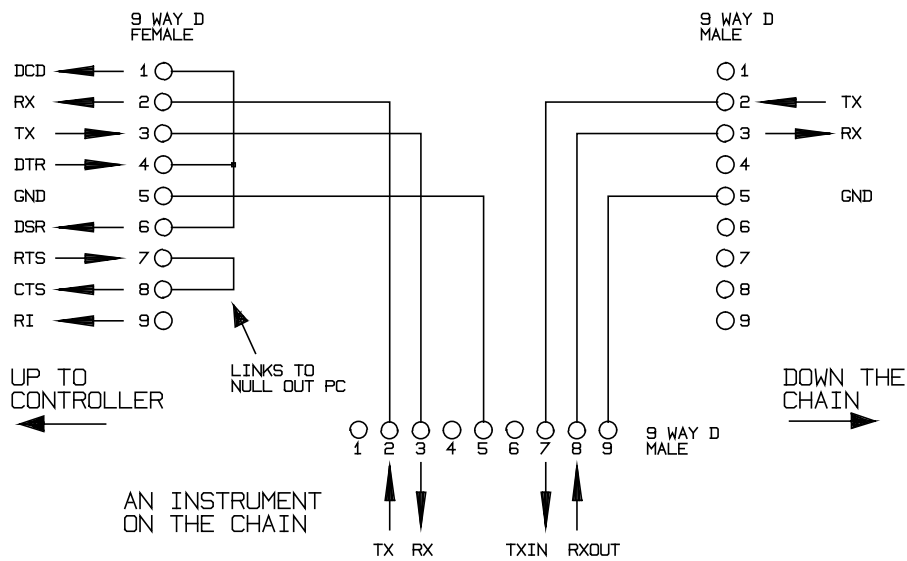 9 WAY D
FEMALE
9 WAY D
MALE
DCD 1
1
RX 2
2 TX
TX 3
3 RX
DTR 4
4
GND 5
5 GND
DSR 6
6
RTS 7
7
CTS 8
8
RI 9
9
LINKS TO
NULL OUT PC
UP TO
CONTROLLER
DOWN THE
CHAIN
1 2 3 4 5 6 7 8 9
9 WAY D
MALE
AN INSTRUMENT
ON THE CHAIN
TX RX TXIN RXOUT